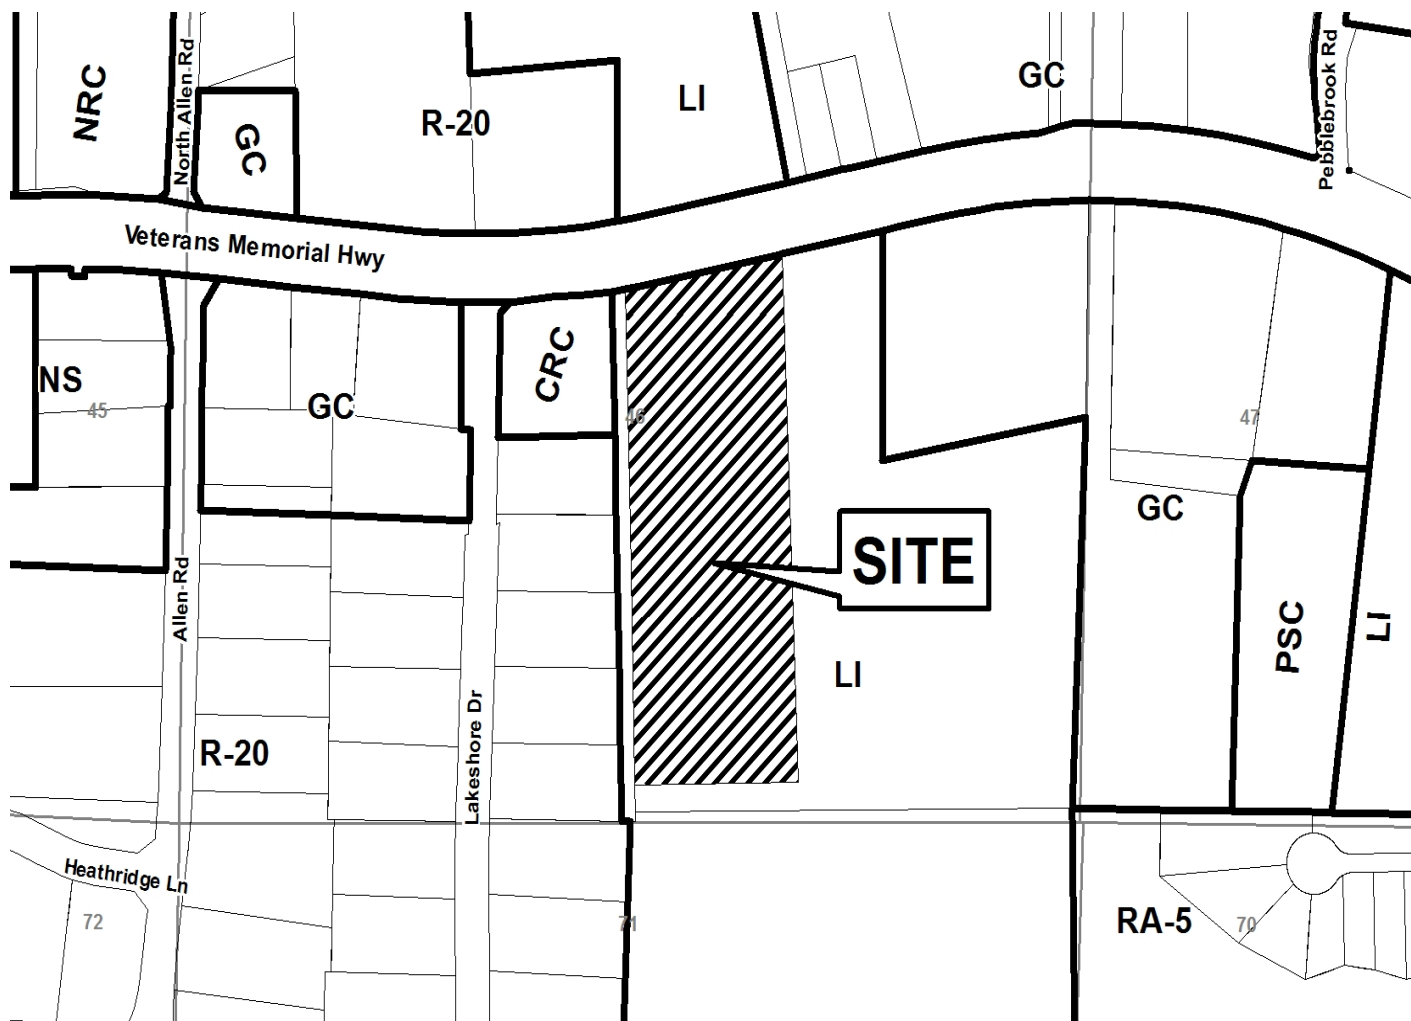 NRC
North Allen Rd
GC
R-20
LI
GC
Pebblebrook Rd
Veterans Memorial Hwy
NS
45
GC
CRC
46
47
GC
SITE
Allen Rd
PSC
LI
LI
R-20
Lakeshore Dr
Heathridge Ln
72
71
RA-5
70